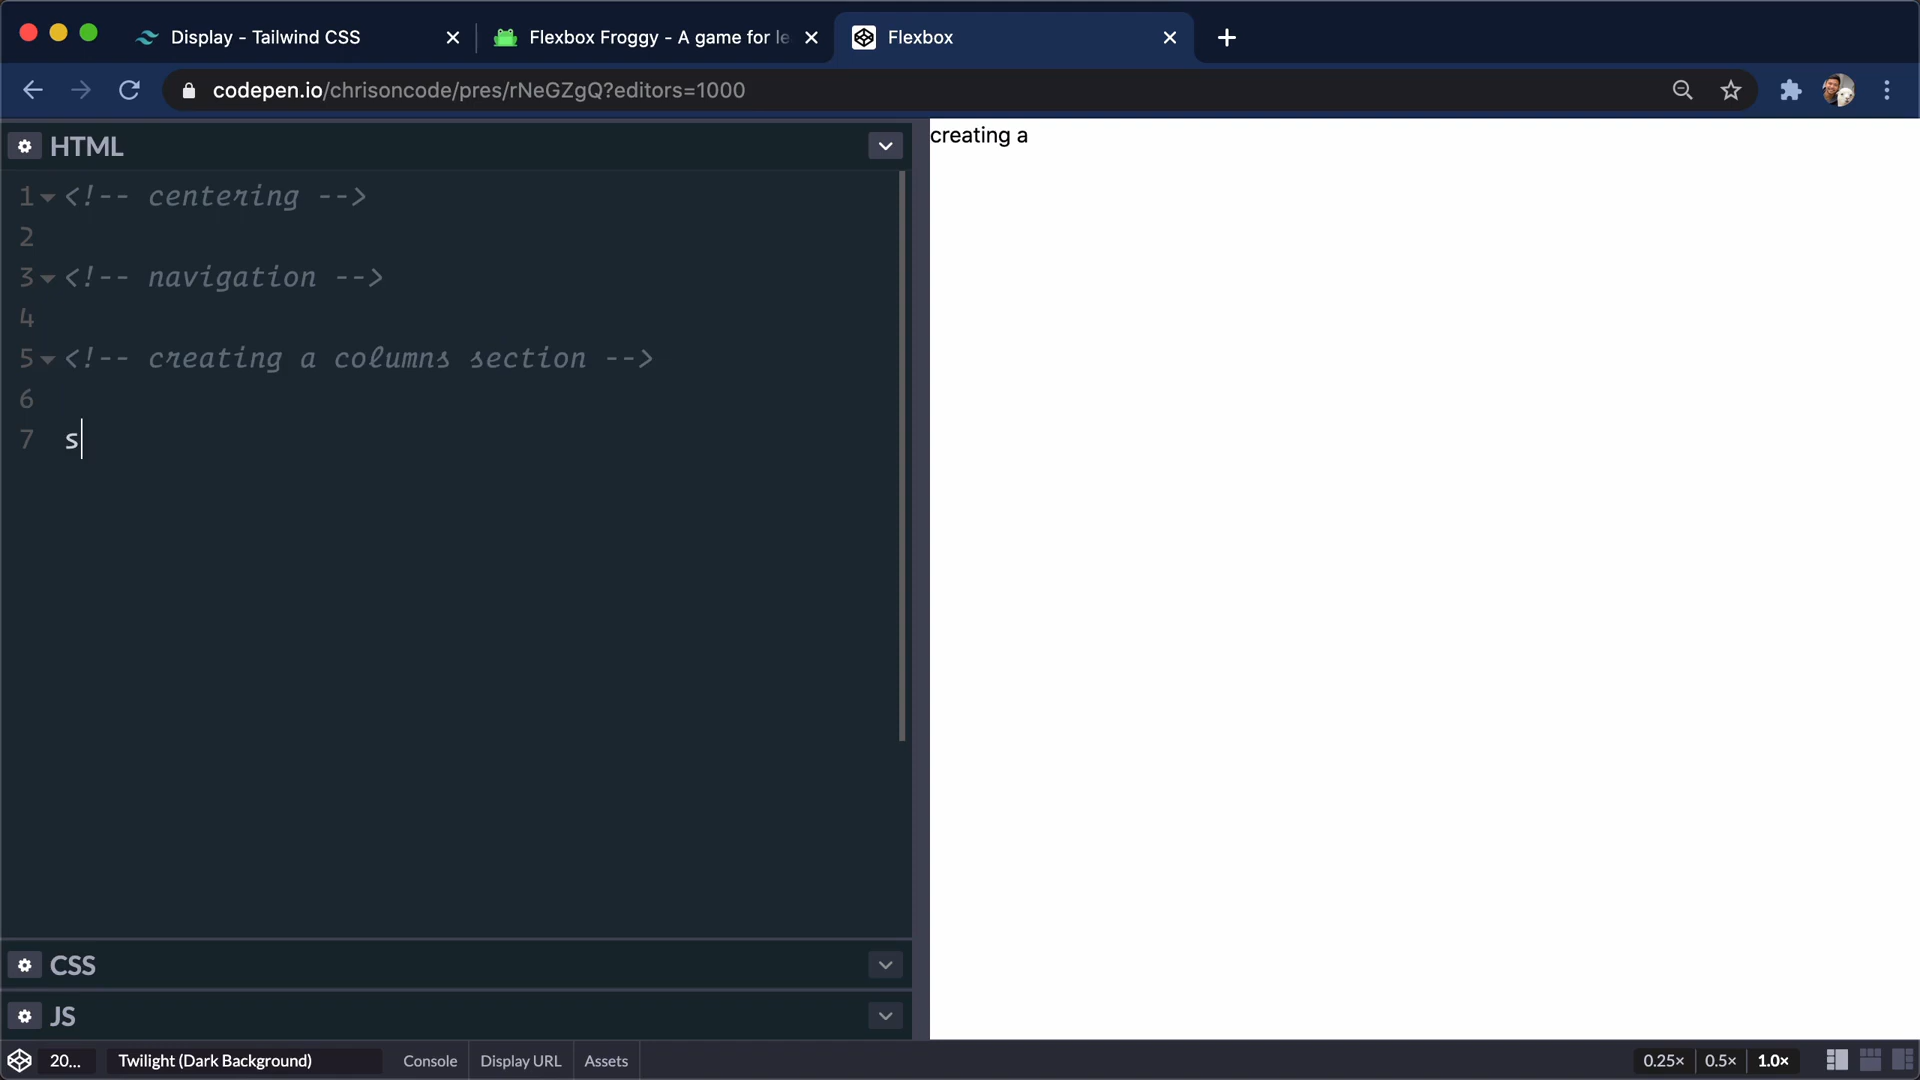 Display - Tailwind CSS
Flexbox Froggy - A game for le
Flexbox
codepen.io/chrisoncode/pres/rNeGZgQ?editors=1000
HTML
creating a
1 <!-- centering -->
2
3 <!-- navigation -->
4
5 <!-- creating a columns section -->
6
7 s
CSS
JS
20... Twilight (Dark Background) Console Display URL Assets 0.25× 0.5× 1.0×